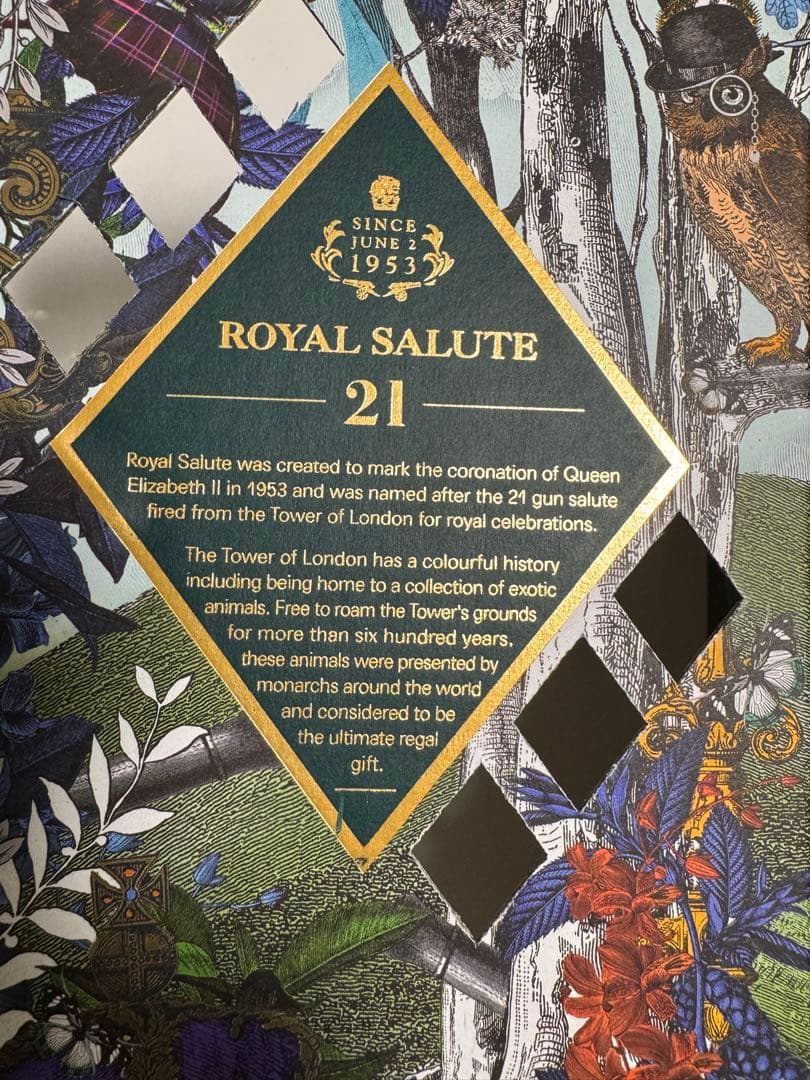 SINCE
JUNE 2
1953
ROYAL SALUTE
21
Royal Salute was created to mark the coronation of Queen
Elizabeth II in 1953 and was named after the 21 gun salute
fired from the Tower of London for royal celebrations.
The Tower of London has a colourful history
including being home to a collection of exotic
animals. Free to roam the Tower's grounds
for more than six hundred years,
these animals were presented by
monarchs around the world
and considered to be
the ultimate regal
gift.